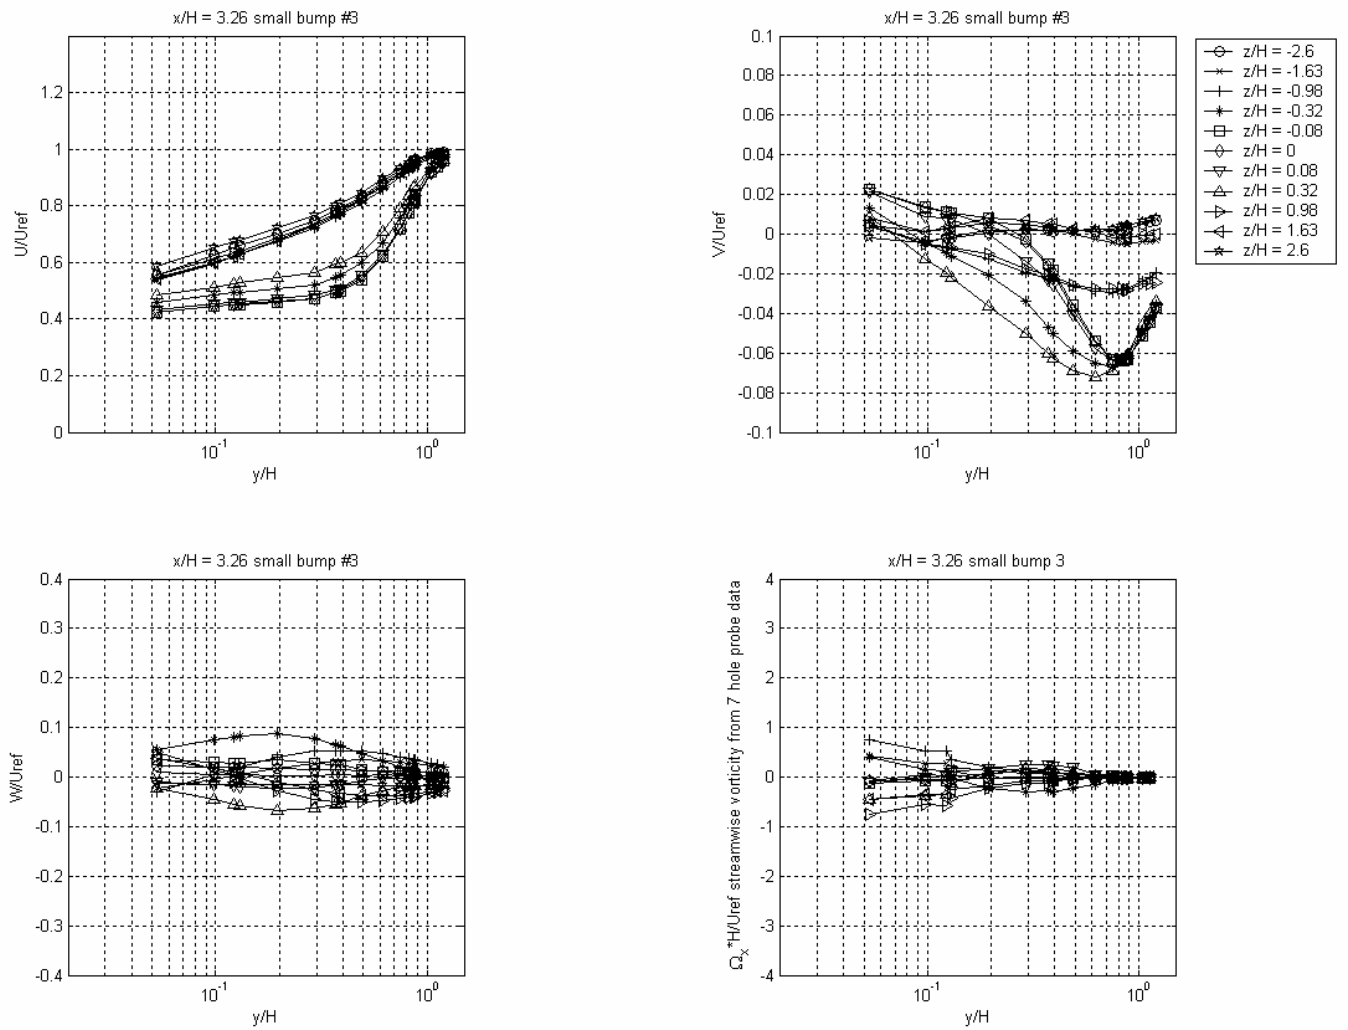 x/H = 3.26 small bump #3
U/Uref
1.2
1
0.8
0.6
0.4
0.2
0
10^-1
10^0
y/H
x/H = 3.26 small bump #3
V/Uref
0.1
0.08
0.06
0.04
0.02
0
-0.02
-0.04
-0.06
-0.08
-0.1
10^-1
10^0
y/H
z/H = -2.6
z/H = -1.63
z/H = -0.98
z/H = -0.32
z/H = -0.08
z/H = 0
z/H = 0.08
z/H = 0.32
z/H = 0.98
z/H = 1.63
z/H = 2.6
x/H = 3.26 small bump #3
W/Uref
0.4
0.3
0.2
0.1
0
-0.1
-0.2
-0.3
-0.4
10^-1
10^0
y/H
x/H = 3.26 small bump 3
Ωx*H/Uref streamwise vorticity from 7 hole probe data
4
3
2
1
0
-1
-2
-3
-4
10^-1
10^0
y/H